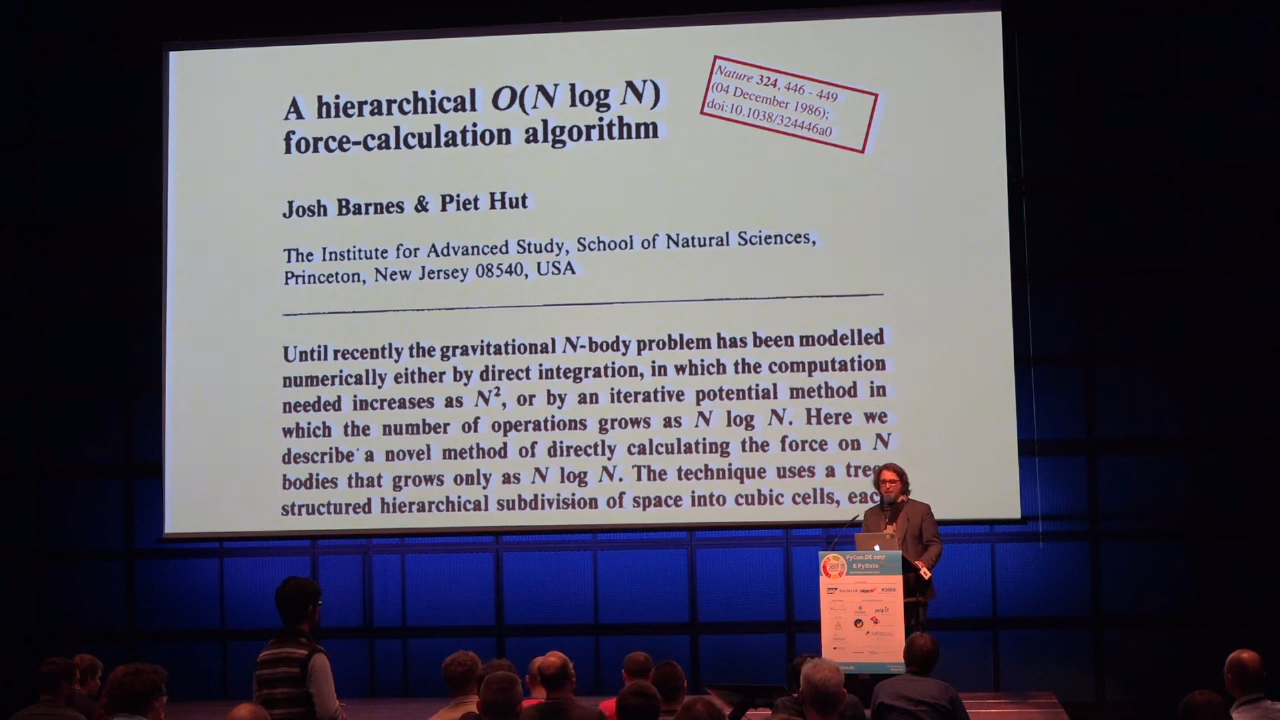 A hierarchical O(N log N)
force-calculation algorithm
Nature 324, 446 - 449
(04 December 1986);
doi:10.1038/324446a0
Josh Barnes & Piet Hut
The Institute for Advanced Study, School of Natural Sciences,
Princeton, New Jersey 08540, USA
Until recently the gravitational N-body problem has been modelled
numerically either by direct integration, in which the computation
needed increases as N², or by an iterative potential method in
which the number of operations grows as N log N. Here we
describe a novel method of directly calculating the force on N
bodies that grows only as N log N. The technique uses a tree
structured hierarchical subdivision of space into cubic cells, eac
PyCon.DE 2017
& PyData